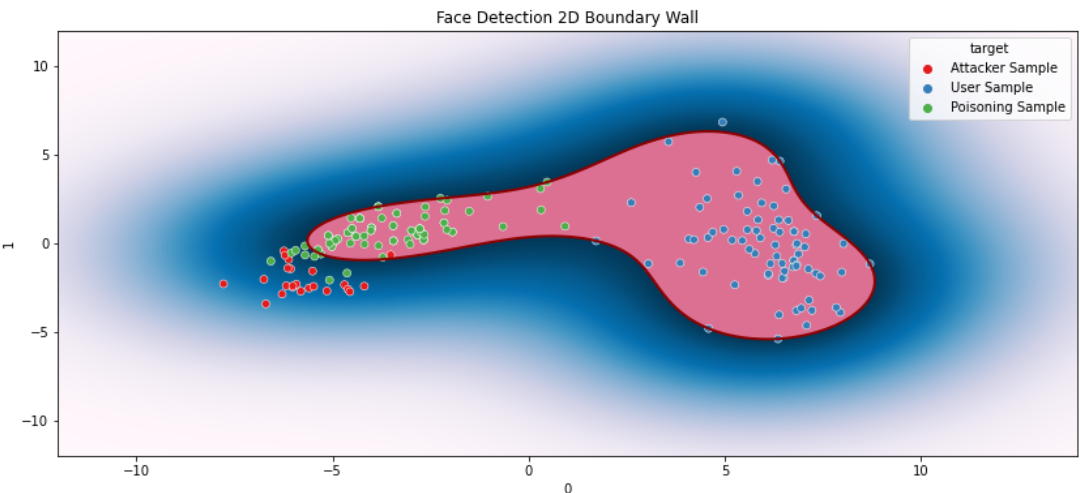 Face Detection 2D Boundary Wall
target
Attacker Sample
User Sample
Poisoning Sample
10
5
0
−5
−10
1
−10
−5
0
5
10
0